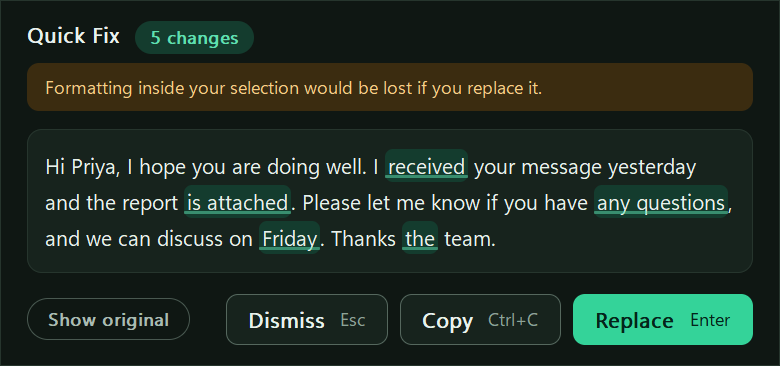 Quick Fix 5 changes
Formatting inside your selection would be lost if you replace it.
Hi Priya, I hope you are doing well. I received your message yesterday
and the report is attached. Please let me know if you have any questions,
and we can discuss on Friday. Thanks the team.
Show original Dismiss Esc Copy Ctrl+C Replace Enter